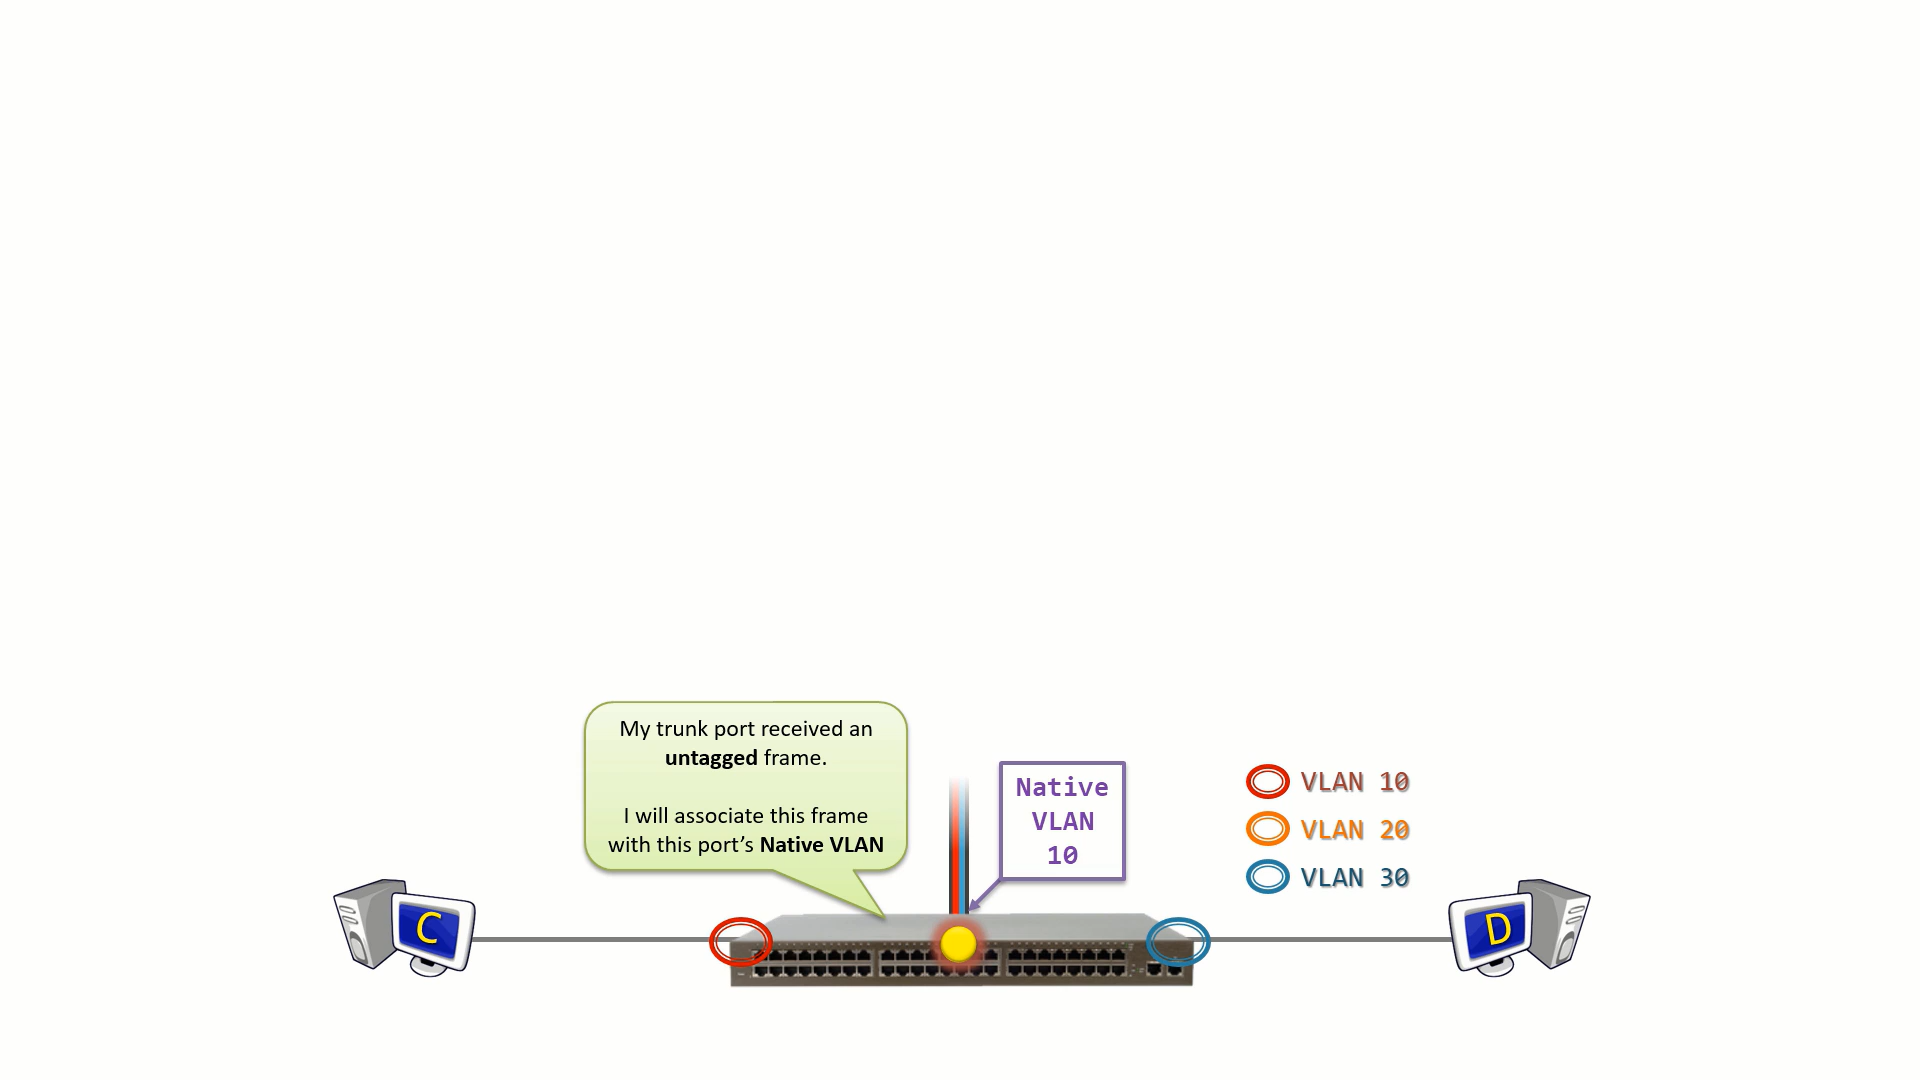 My trunk port received an
untagged frame.
I will associate this frame
with this port’s Native VLAN
Native
VLAN
10
VLAN 10
VLAN 20
VLAN 30
C
D